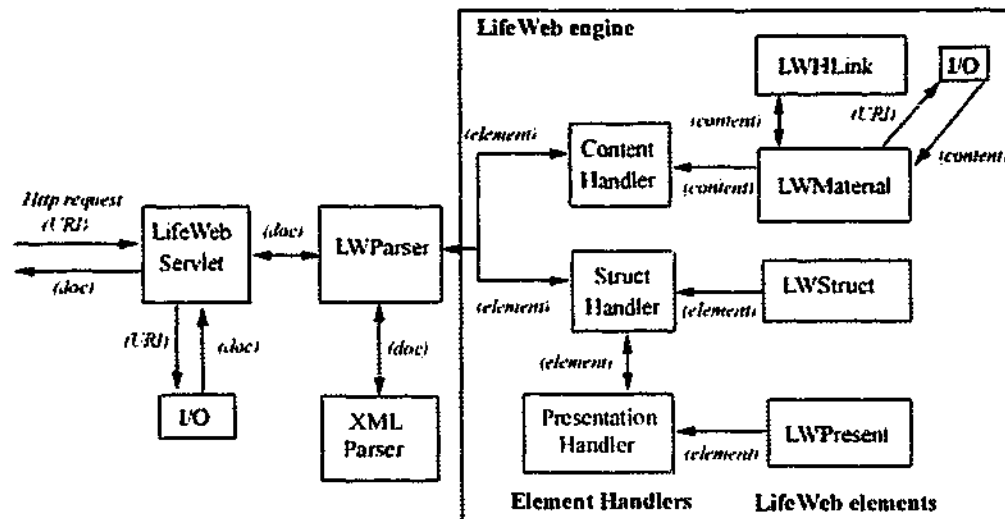 LifeWeb engine
LWHLink
I/O
(content)
(URI)
(element)
Content
Handler
(content)
LWMaterial
(content)
Http request
(URI)
LifeWeb
Servlet
(doc)
LWParser
(doc)
Struct
Handler
LWStruct
(element)
(element)
(URI)
(doc)
(doc)
(element)
I/O
XML
Parser
Presentation
Handler
LWPresent
(element)
Element Handlers
LifeWeb elements